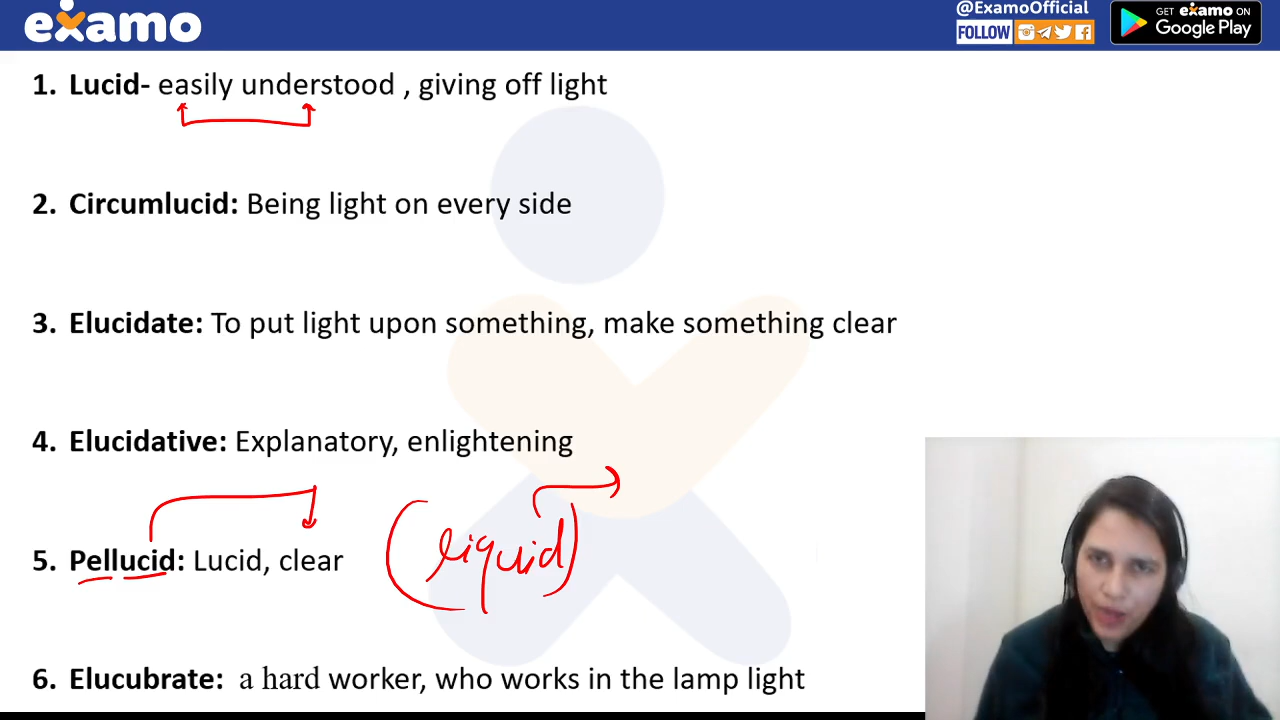 examo
@ExamoOfficial
FOLLOW
GET examo ON
Google Play
1. Lucid- easily understood , giving off light
2. Circumlucid: Being light on every side
3. Elucidate: To put light upon something, make something clear
4. Elucidative: Explanatory, enlightening
5. Pellucid: Lucid, clear (liquid)
6. Elucubrate: a hard worker, who works in the lamp light